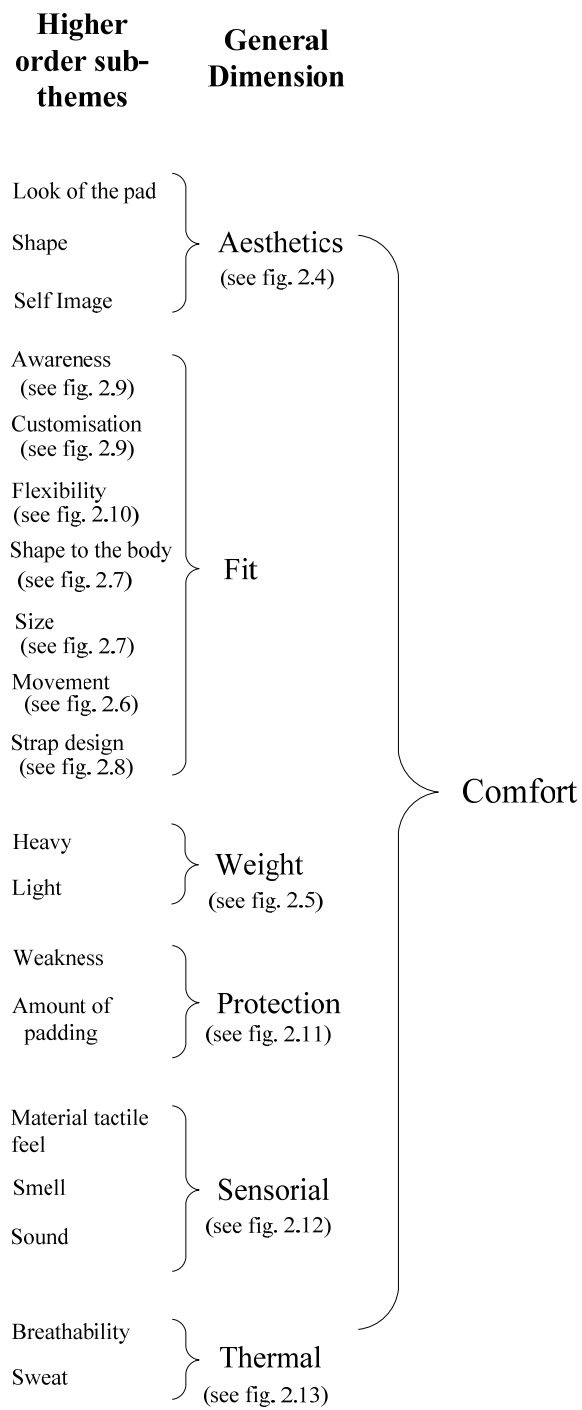 Higher
order sub-
themes
General
Dimension
Look of the pad
Shape
Self Image
Aesthetics
(see fig. 2.4)
Awareness
(see fig. 2.9)
Customisation
(see fig. 2.9)
Flexibility
(see fig. 2.10)
Shape to the body
(see fig. 2.7)
Size
(see fig. 2.7)
Movement
(see fig. 2.6)
Strap design
(see fig. 2.8)
Fit
Heavy
Light
Weight
(see fig. 2.5)
Weakness
Amount of
padding
Protection
(see fig. 2.11)
Material tactile
feel
Smell
Sound
Sensorial
(see fig. 2.12)
Breathability
Sweat
Thermal
(see fig. 2.13)
Comfort